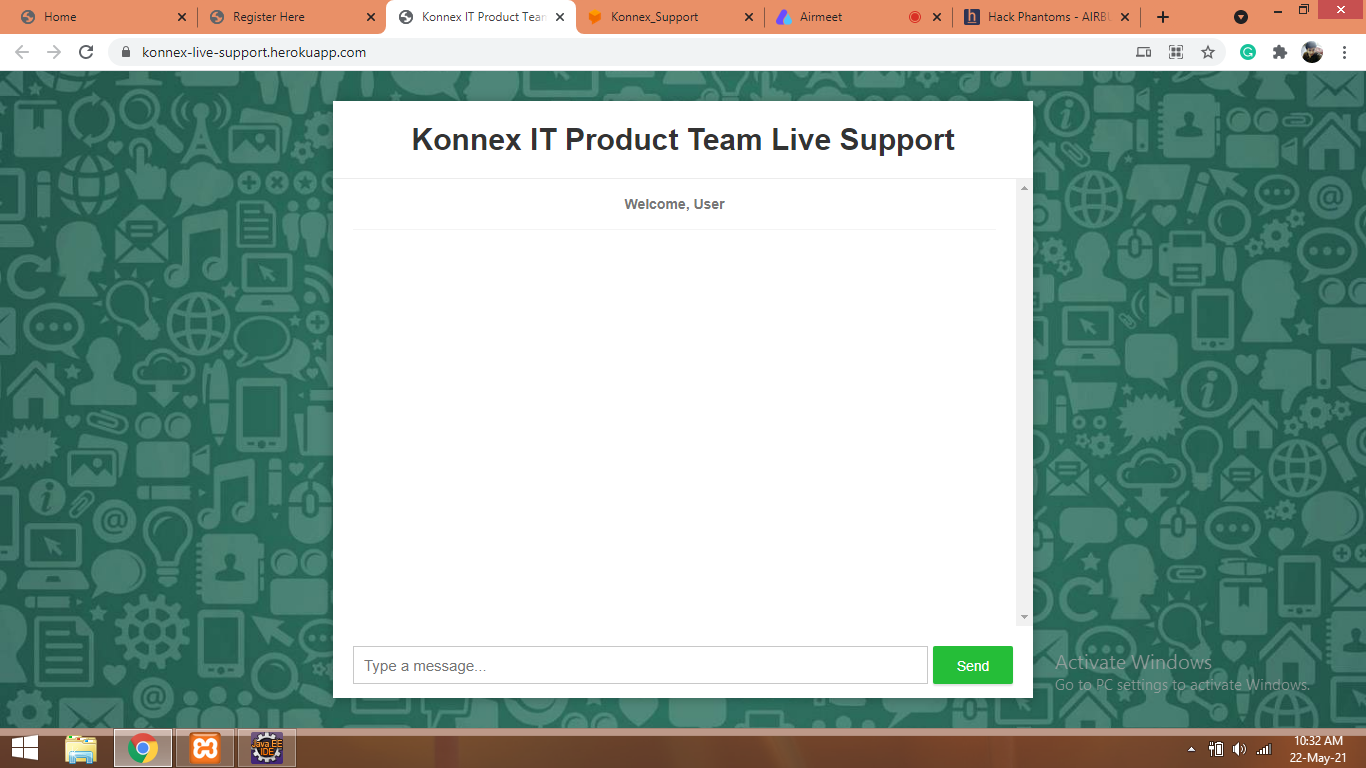 Home
Register Here
Konnex IT Product Team
Konnex_Support
Airmeet
Hack Phantoms - AIRBU
konnex-live-support.herokuapp.com
Konnex IT Product Team Live Support
Welcome, User
Type a message...
Send
Activate Windows
Go to PC settings to activate Windows.
Java EE
IDE
10:32 AM
22-May-21